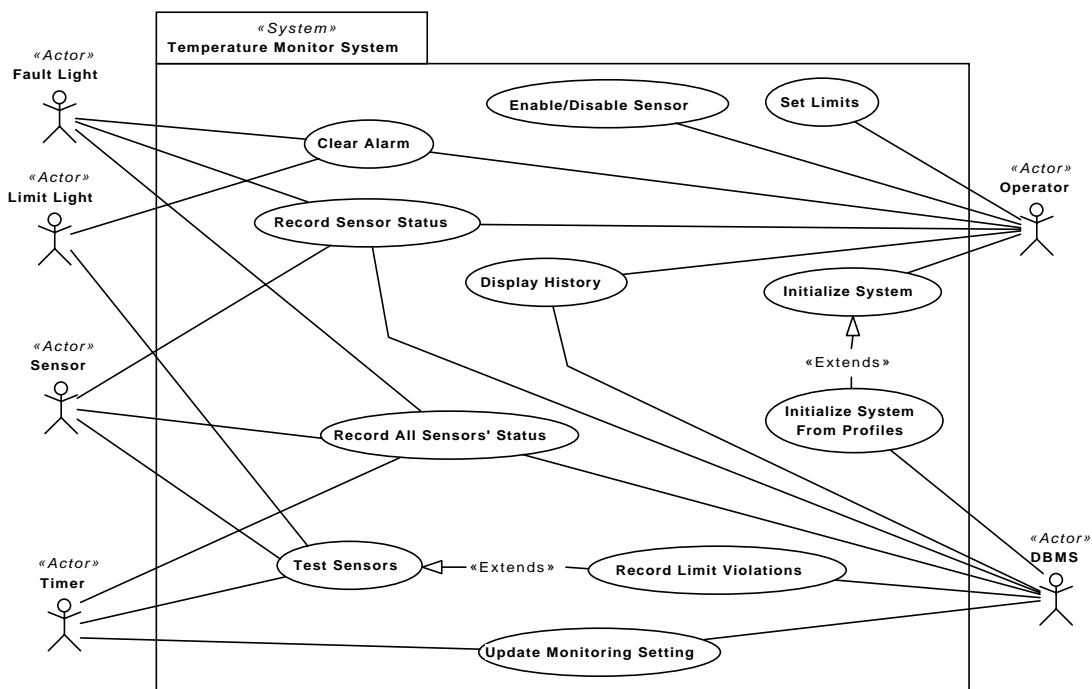 «System»
Temperature Monitor System
«Actor»
Fault Light
Enable/Disable Sensor
Set Limits
Clear Alarm
«Actor»
Limit Light
«Actor»
Operator
Record Sensor Status
Display History
Initialize System
«Actor»
Sensor
«Extends»
Initialize System
From Profiles
Record All Sensors' Status
«Actor»
DBMS
«Actor»
Timer
Test Sensors
«Extends»
Record Limit Violations
Update Monitoring Setting